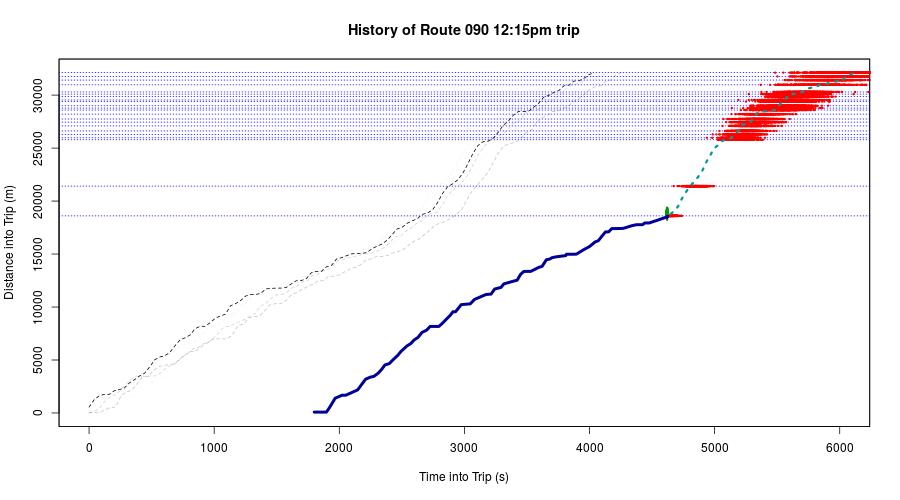 History of Route 090 12:15pm trip
Distance into Trip (m)
30000
25000
20000
15000
10000
5000
0
0 1000 2000 3000 4000 5000 6000
Time into Trip (s)